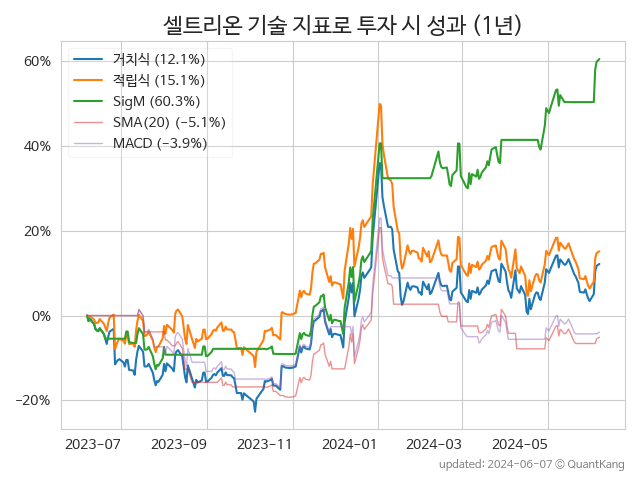 셀트리온 기술 지표로 투자 시 성과 (1년)
거치식 (12.1%)
적립식 (15.1%)
SigM (60.3%)
SMA(20) (−5.1%)
MACD (−3.9%)
60%
40%
20%
0%
−20%
2023−07
2023−09
2023−11
2024−01
2024−03
2024−05
updated: 2024-06-07 © QuantKang